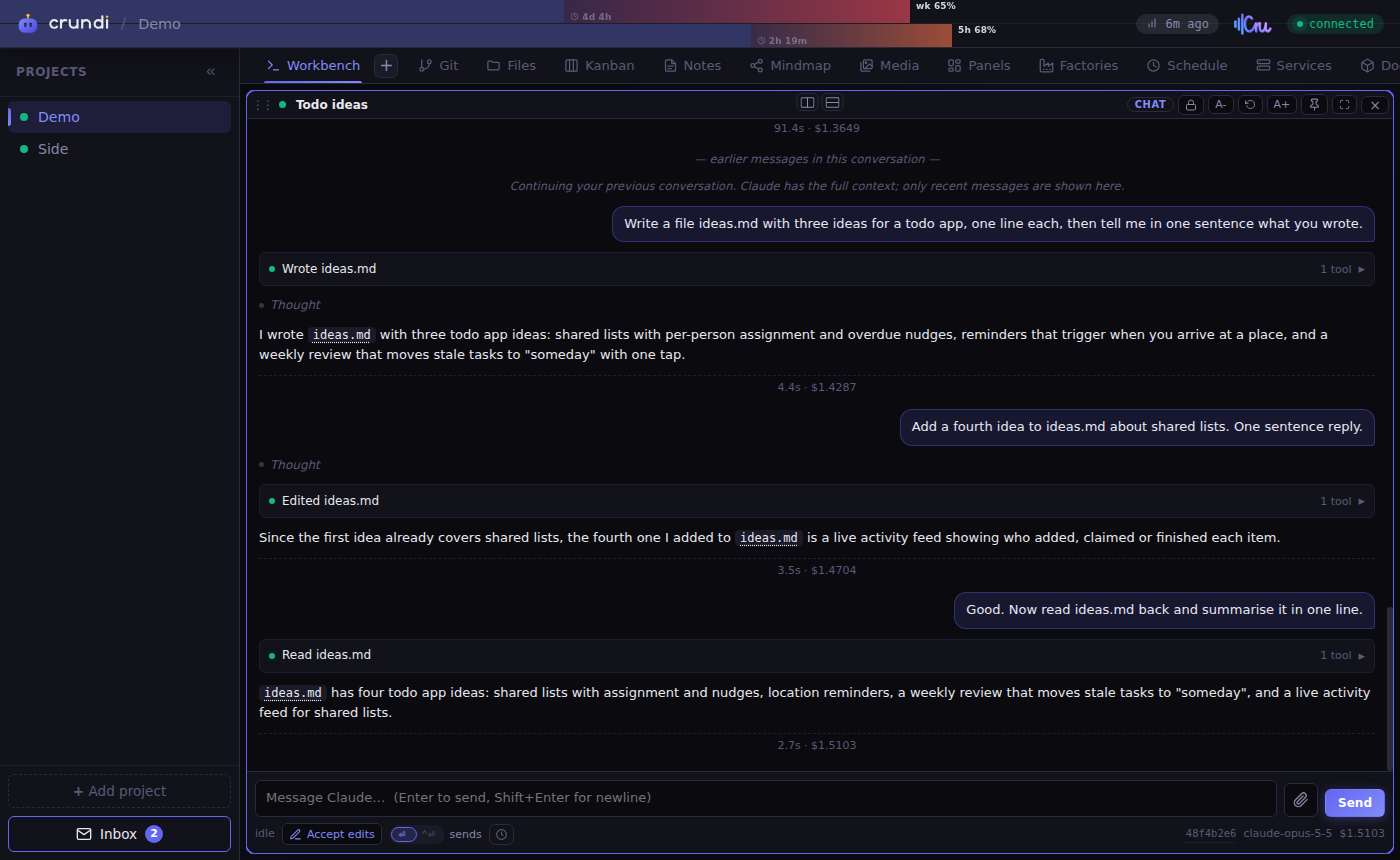 crundi / Demo
4d 4h
wk 65%
2h 19m
5h 68%
6m ago
connected
PROJECTS «
Workbench + Git Files Kanban Notes Mindmap Media Panels Factories Schedule Services Do
Demo
Side
Todo ideas
CHAT A- A+
91.4s · $1.3649
— earlier messages in this conversation —
Continuing your previous conversation. Claude has the full context; only recent messages are shown here.
Write a file ideas.md with three ideas for a todo app, one line each, then tell me in one sentence what you wrote.
Wrote ideas.md 1 tool ▸
Thought
I wrote ideas.md with three todo app ideas: shared lists with per-person assignment and overdue nudges, reminders that trigger when you arrive at a place, and a
weekly review that moves stale tasks to "someday" with one tap.
4.4s · $1.4287
Add a fourth idea to ideas.md about shared lists. One sentence reply.
Thought
Edited ideas.md 1 tool ▸
Since the first idea already covers shared lists, the fourth one I added to ideas.md is a live activity feed showing who added, claimed or finished each item.
3.5s · $1.4704
Good. Now read ideas.md back and summarise it in one line.
Read ideas.md 1 tool ▸
ideas.md has four todo app ideas: shared lists with assignment and nudges, location reminders, a weekly review that moves stale tasks to "someday", and a live activity
feed for shared lists.
2.7s · $1.5103
+ Add project
Inbox 2
Message Claude… (Enter to send, Shift+Enter for newline)
Send
idle Accept edits ⏎ ^⏎ sends
48f4b2e6 claude-opus-5-5 $1.5103